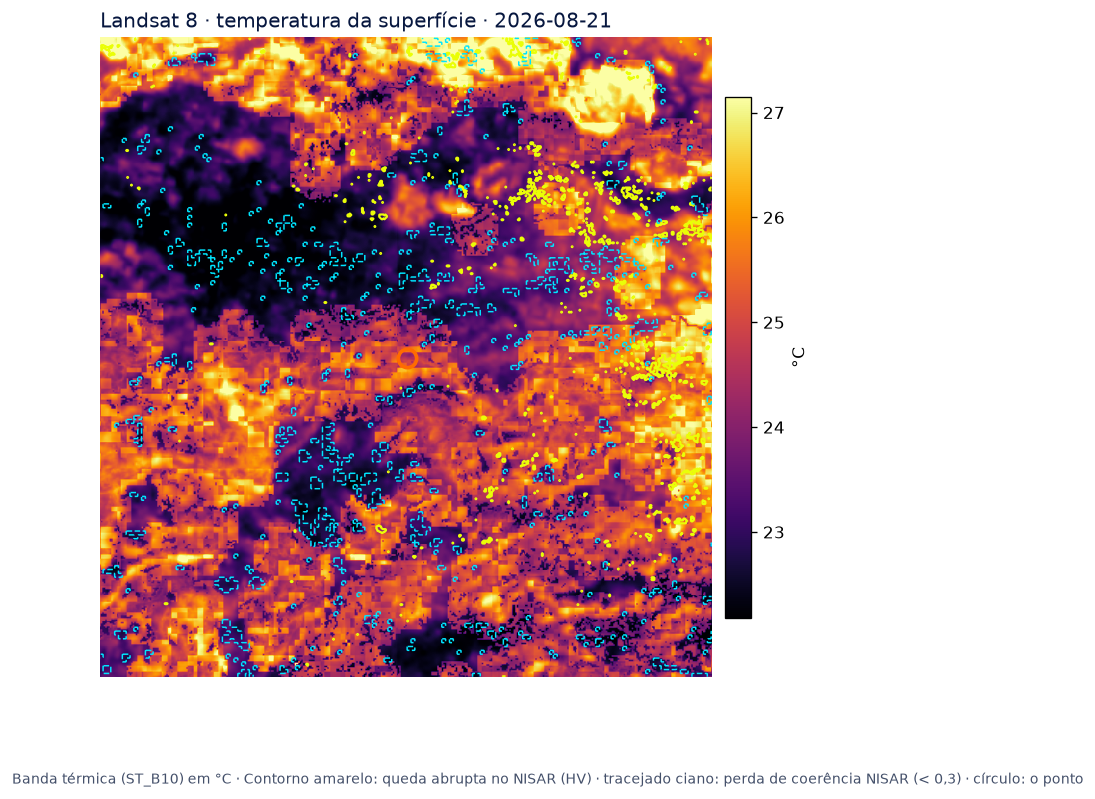 Landsat 8 · temperatura da superfície · 2026-08-21
27
26
25
24
23
°C
Banda térmica (ST_B10) em °C · Contorno amarelo: queda abrupta no NISAR (HV) · tracejado ciano: perda de coerência NISAR (< 0,3) · círculo: o ponto